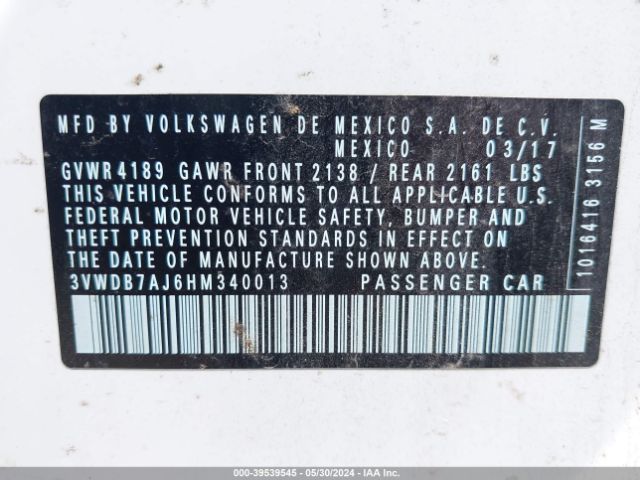 MFD BY VOLKSWAGEN DE MEXICO S.A. DE C.V.
MEXICO 03/17
GVWR 4189 GAWR FRONT 2138 / REAR 2161 LBS
THIS VEHICLE CONFORMS TO ALL APPLICABLE U.S.
FEDERAL MOTOR VEHICLE SAFETY, BUMPER AND
THEFT PREVENTION STANDARDS IN EFFECT ON
THE DATE OF MANUFACTURE SHOWN ABOVE.
3VWDB7AJ6HM340013 PASSENGER CAR
1016416 3156 M
000-39539545 - 05/30/2024 - IAA Inc.